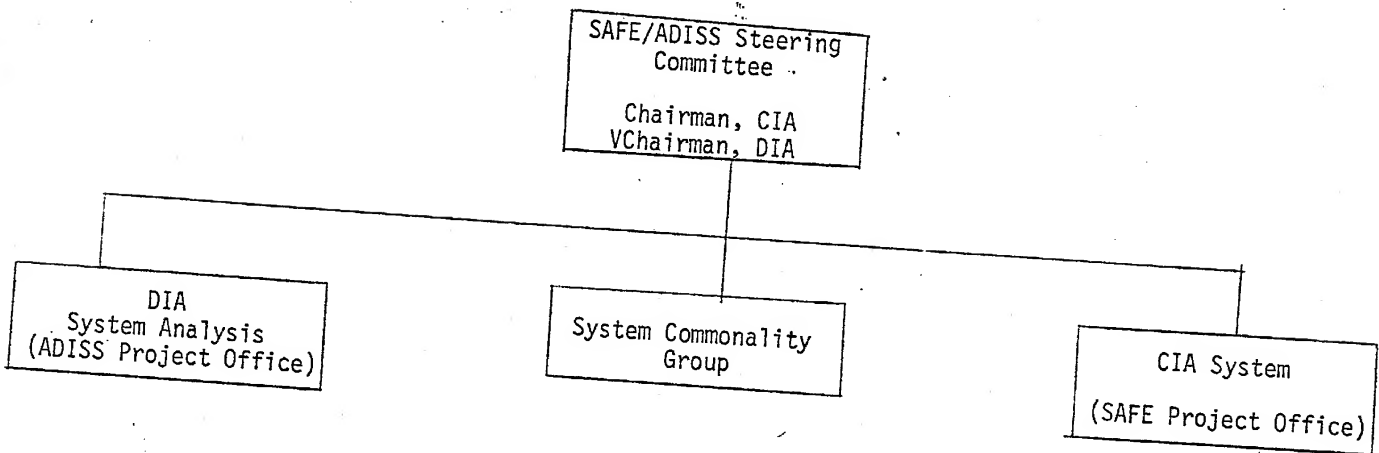 SAFE/ADISS Steering
Committee
Chairman, CIA
VChairman, DIA
DIA
System Analysis
(ADISS Project Office)
System Commonality
Group
CIA System
(SAFE Project Office)